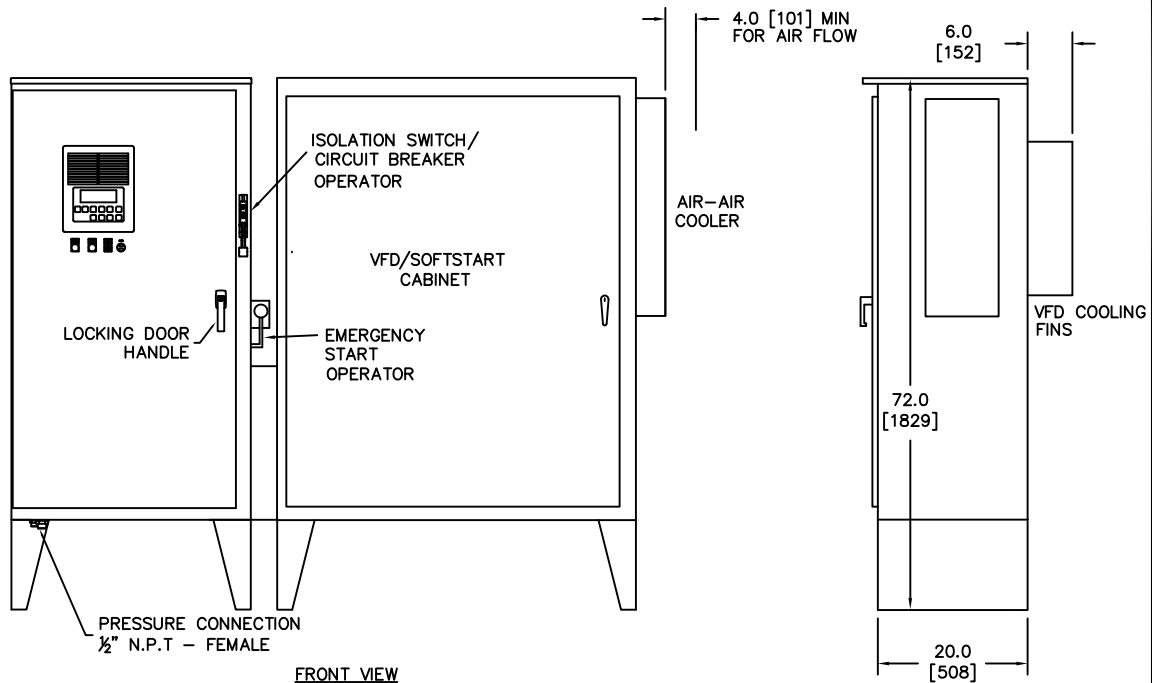 4.0 [101] MIN
FOR AIR FLOW
6.0
[152]
ISOLATION SWITCH/
CIRCUIT BREAKER
OPERATOR
AIR-AIR
COOLER
VFD/SOFTSTART
CABINET
VFD COOLING
FINS
LOCKING DOOR
HANDLE
EMERGENCY
START
OPERATOR
72.0
[1829]
PRESSURE CONNECTION
½" N.P.T - FEMALE
FRONT VIEW
20.0
[508]